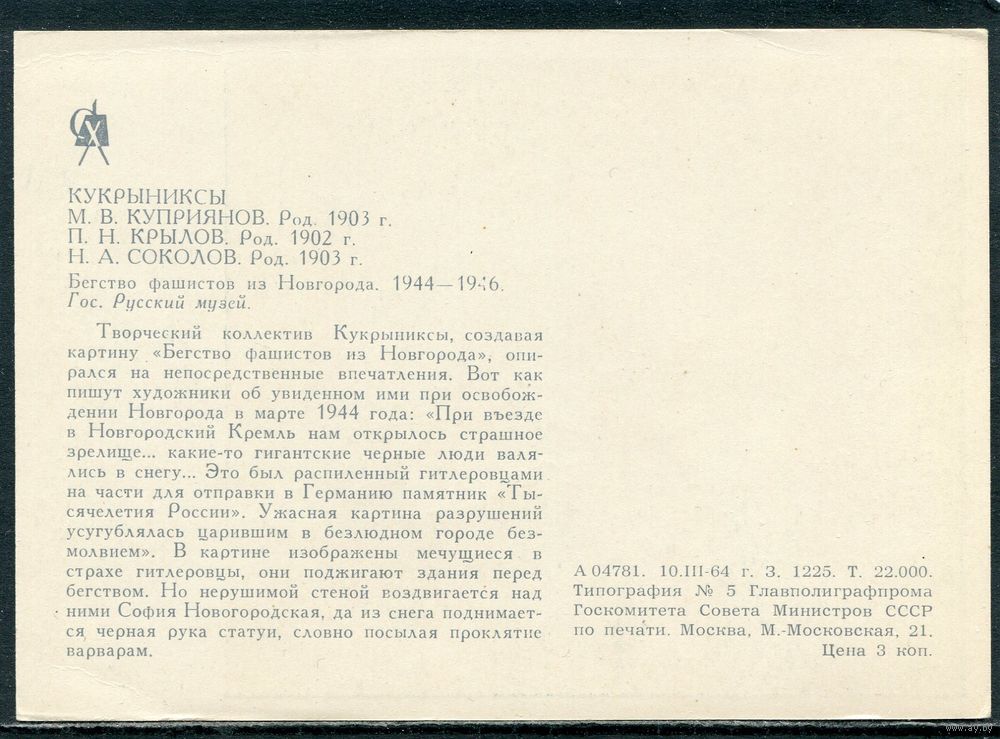 СХ
КУКРЫНИКСЫ
М. В. КУПРИЯНОВ. Род. 1903 г.
П. Н. КРЫЛОВ. Род. 1902 г.
Н. А. СОКОЛОВ. Род. 1903 г.
Бегство фашистов из Новгорода. 1944—1946.
Гос. Русский музей.
Творческий коллектив Кукрыниксы, создавая
картину «Бегство фашистов из Новгорода», опи-
рался на непосредственные впечатления. Вот как
пишут художники об увиденном ими при освобож-
дении Новгорода в марте 1944 года: «При въезде
в Новгородский Кремль нам открылось страшное
зрелище... какие-то гигантские черные люди валя-
лись в снегу... Это был распиленный гитлеровцами
на части для отправки в Германию памятник «Ты-
сячелетия России». Ужасная картина разрушений
усугублялась царившим в безлюдном городе без-
молвием». В картине изображены мечущиеся в
страхе гитлеровцы, они поджигают здания перед
бегством. Но нерушимой стеной воздвигается над
ними София Новогородская, да из снега поднимает-
ся черная рука статуи, словно посылая проклятие
варварам.
А 04781. 10.III-64 г. З. 1225. Т. 22.000.
Типография № 5 Главполиграфпрома
Госкомитета Совета Министров СССР
по печати. Москва, М.-Московская, 21.
Цена 3 коп.
www.ay.by